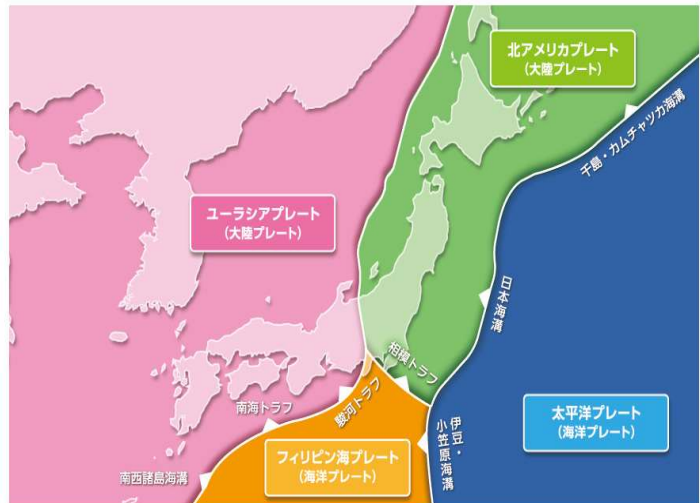 北アメリカプレート
(大陸プレート)
千島・カムチャツカ海溝
ユーラシアプレート
(大陸プレート)
日本海溝
相模トラフ
駿河トラフ
南海トラフ
伊豆・
小笠原海溝
太平洋プレート
(海洋プレート)
フィリピン海プレート
(海洋プレート)
南西諸島海溝